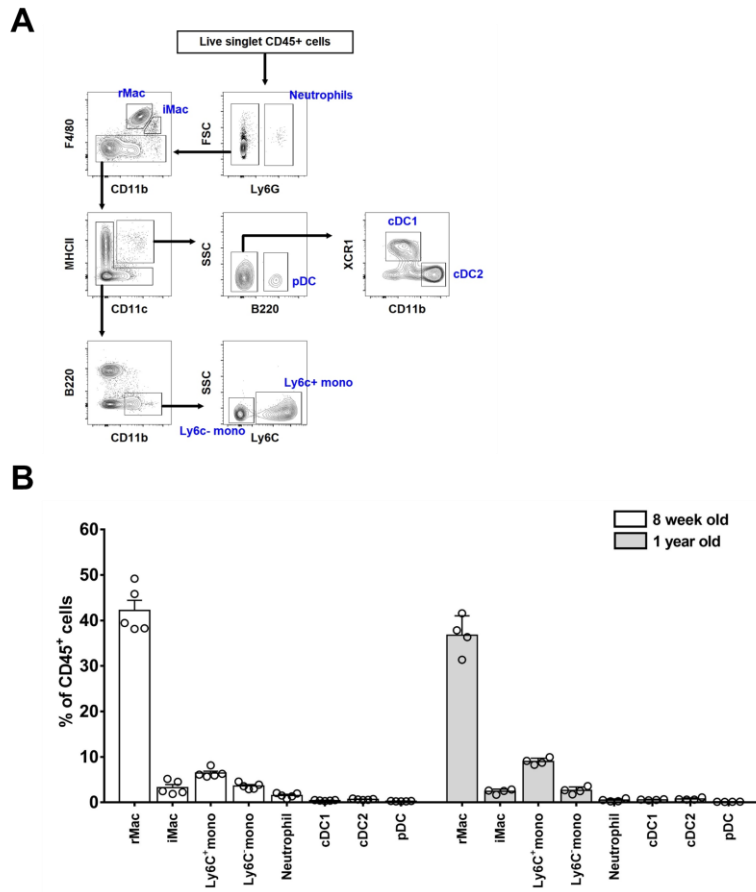 A
Live singlet CD45+ cells
rMac
iMac
F4/80
CD11b
Neutrophils
FSC
Ly6G
MHCII
CD11c
SSC
pDC
B220
cDC1
XCR1
cDC2
CD11b
B220
CD11b
Ly6c- mono
SSC
Ly6c+ mono
Ly6C
B
8 week old
1 year old
% of CD45⁺ cells
60
50
40
30
20
10
0
rMac
iMac
Ly6C⁺mono
Ly6C⁻mono
Neutrophil
cDC1
cDC2
pDC
rMac
iMac
Ly6C⁺mono
Ly6C⁻mono
Neutrophil
cDC1
cDC2
pDC